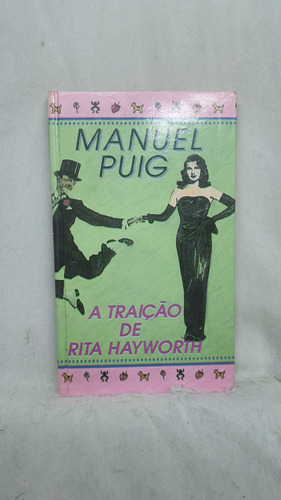 MANUEL
PUIG
A TRAIÇÃO
DE
RITA HAYWORTH